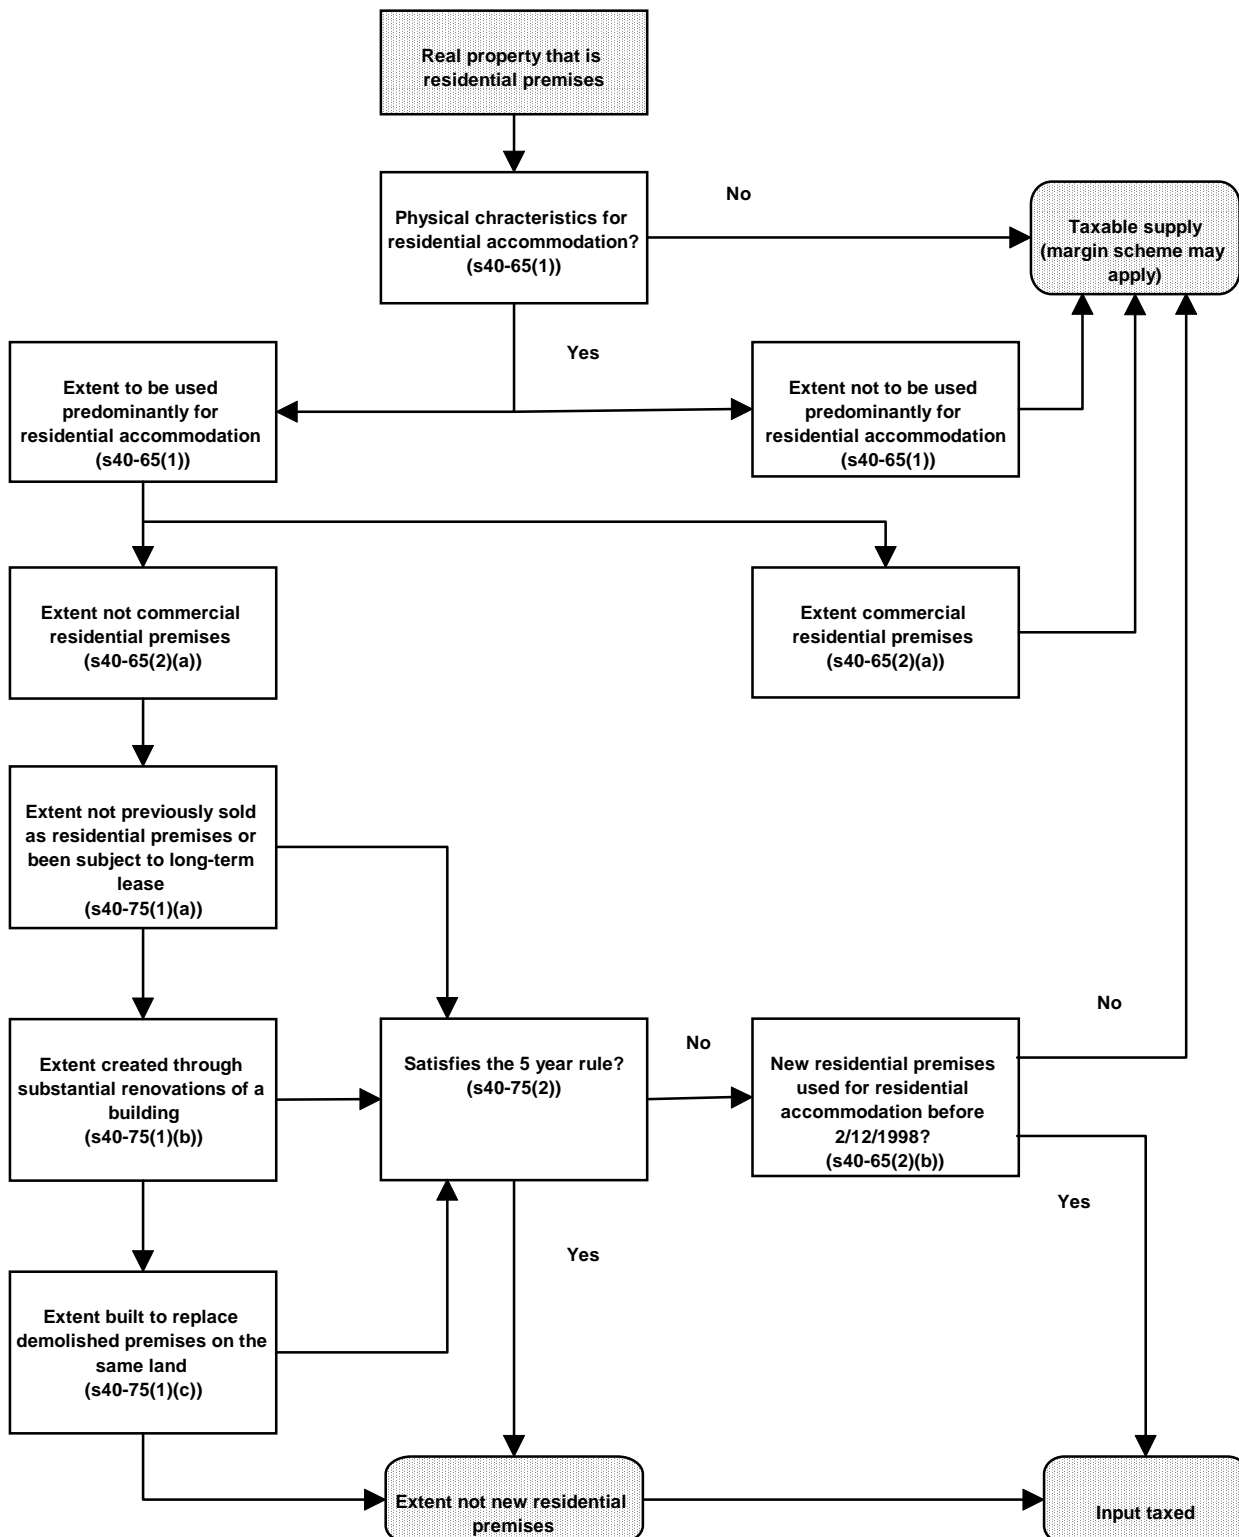 Real property that is
residential premises
Physical chracteristics for
residential accommodation?
(s40-65(1))
No
Taxable supply
(margin scheme may
apply)
Yes
Extent to be used
predominantly for
residential accommodation
(s40-65(1))
Extent not to be used
predominantly for
residential accommodation
(s40-65(1))
Extent not commercial
residential premises
(s40-65(2)(a))
Extent commercial
residential premises
(s40-65(2)(a))
Extent not previously sold
as residential premises or
been subject to long-term
lease
(s40-75(1)(a))
Extent created through
substantial renovations of a
building
(s40-75(1)(b))
Satisfies the 5 year rule?
(s40-75(2))
No
New residential premises
used for residential
accommodation before
2/12/1998?
(s40-65(2)(b))
No
Yes
Yes
Extent built to replace
demolished premises on the
same land
(s40-75(1)(c))
Extent not new residential
premises
Input taxed